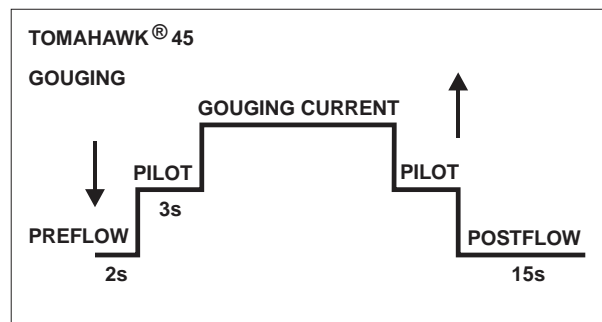 TOMAHAWK® 45
GOUGING
GOUGING CURRENT
PILOT
PILOT
3s
PREFLOW
POSTFLOW
2s
15s